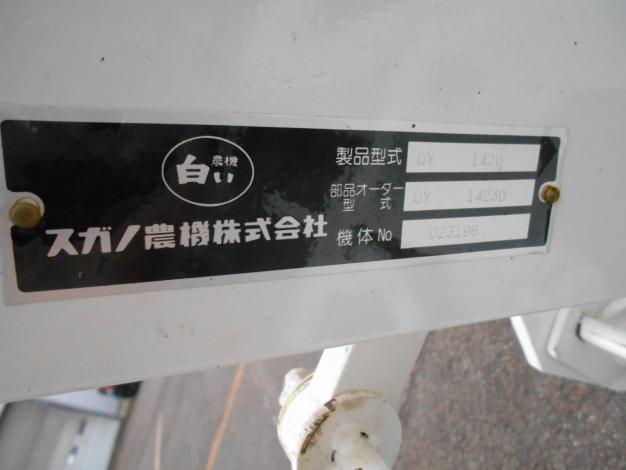 白い
農機
スガノ農機株式会社
製品型式 QY 1420
部品オーダー型式 QY 14230
機体No 023198